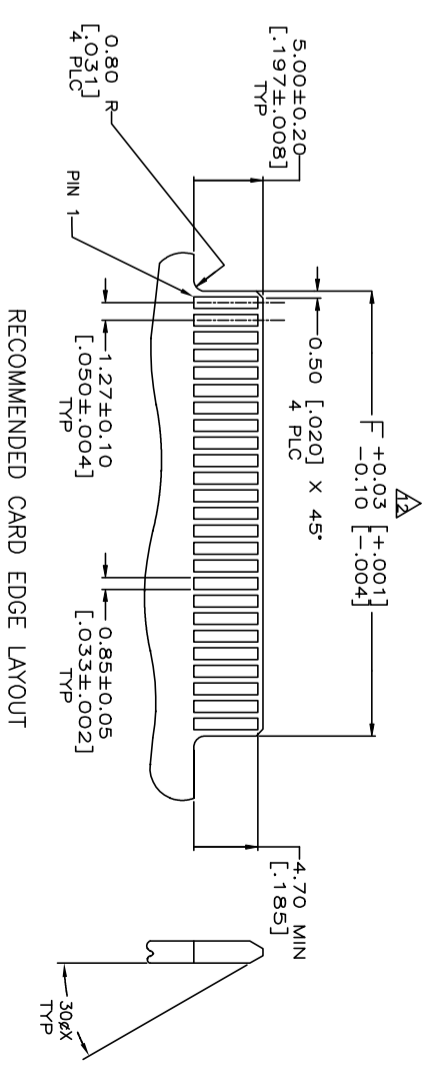 12
F +0.03 [+.001]
-0.10 [-.004]
5.00±0.20
[.197±.008]
TYP
0.50 [.020] X 45°
4 PLC
4.70 MIN
[.185]
0.80 R
[.031]
4 PLC
PIN 1
1.27±0.10
[.050±.004]
TYP
0.85±0.05
[.033±.002]
TYP
30øX
TYP
RECOMMENDED CARD EDGE LAYOUT